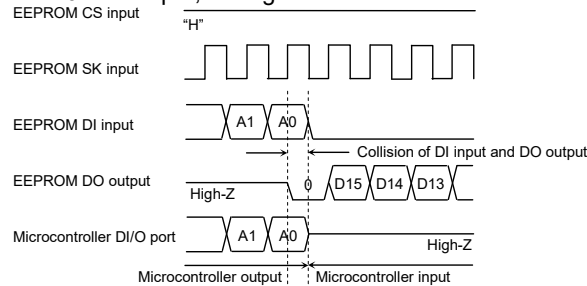 EEPROM CS input
“H”
EEPROM SK input
EEPROM DI input
A1 A0
Collision of DI input and DO output
EEPROM DO output
High-Z
0 D15 D14 D13
Microcontroller DI/O port
A1 A0
High-Z
Microcontroller output Microcontroller input